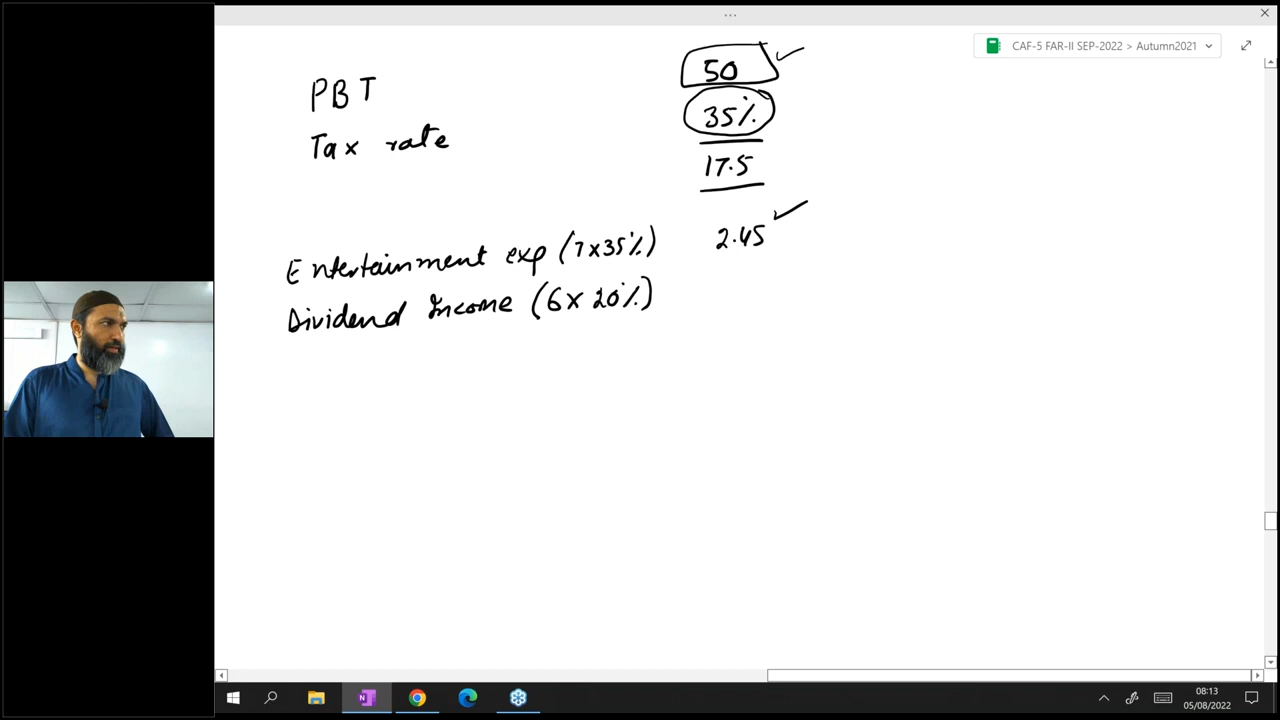 CAF-5 FAR-II SEP-2022 > Autumn2021
PBT 50
Tax rate 35%
17.5
Entertainment exp (7x35%) 2.45
Dividend Income (6x20%)
08:13
05/08/2022